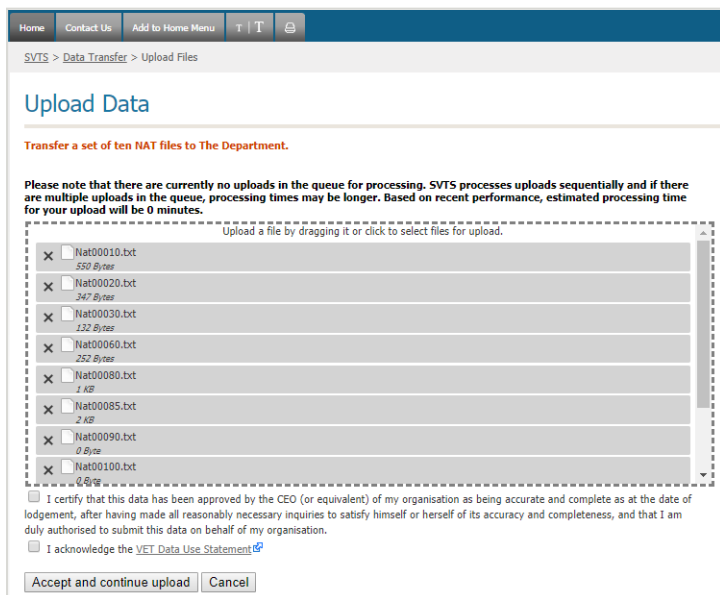 Home Contact Us Add to Home Menu T | T
SVTS > Data Transfer > Upload Files
Upload Data
Transfer a set of ten NAT files to The Department.
Please note that there are currently no uploads in the queue for processing. SVTS processes uploads sequentially and if there
are multiple uploads in the queue, processing times may be longer. Based on recent performance, estimated processing time
for your upload will be 0 minutes.
Upload a file by dragging it or click to select files for upload.
Nat00010.txt
550 Bytes
Nat00020.txt
347 Bytes
Nat00030.txt
132 Bytes
Nat00060.txt
252 Bytes
Nat00080.txt
1 KB
Nat00085.txt
2 KB
Nat00090.txt
0 Byte
Nat00100.txt
0 Byte
I certify that this data has been approved by the CEO (or equivalent) of my organisation as being accurate and complete as at the date of
lodgement, after having made all reasonably necessary inquiries to satisfy himself or herself of its accuracy and completeness, and that I am
duly authorised to submit this data on behalf of my organisation.
I acknowledge the VET Data Use Statement
Accept and continue upload Cancel